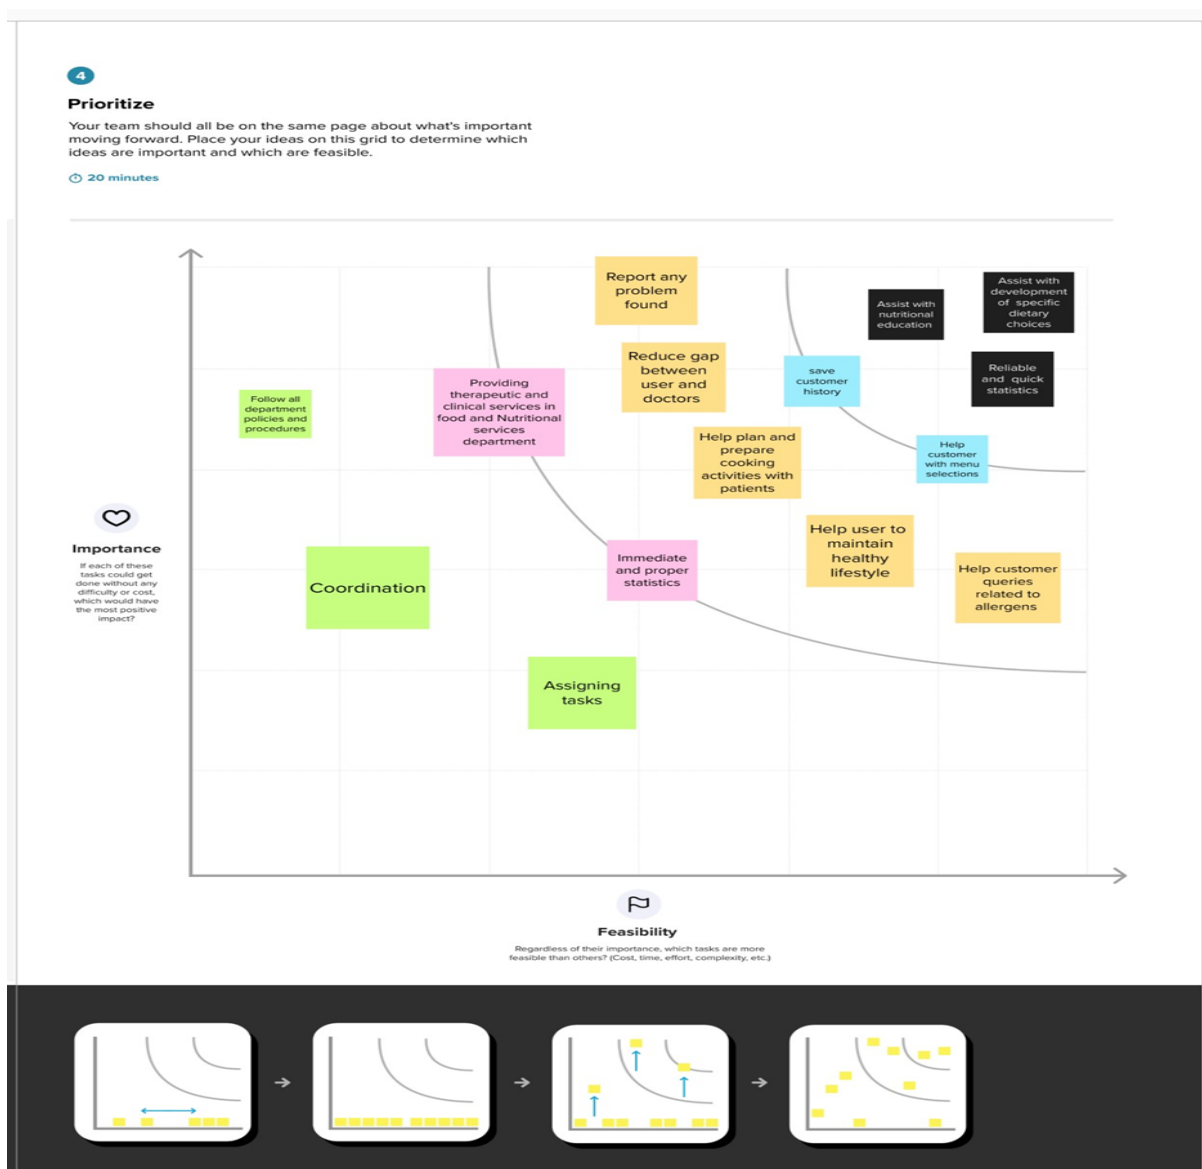 4
Prioritize
Your team should all be on the same page about what's important
moving forward. Place your ideas on this grid to determine which
ideas are important and which are feasible.
20 minutes
Report any
problem
found
Assist with
nutritional
education
Assist with
development
of specific
dietary
choices
Reduce gap
between
user and
doctors
save
customer
history
Reliable
and quick
statistics
Follow all
department
policies and
procedures
Providing
therapeutic and
clinical services in
food and Nutritional
services
department
Help plan and
prepare
cooking
activities with
patients
Help
customer
with menu
selections
Importance
If each of these
tasks could get
done without any
difficulty or cost,
which would have
the most positive
impact?
Coordination
Immediate
and proper
statistics
Help user to
maintain
healthy
lifestyle
Help customer
queries
related to
allergens
Assigning
tasks
Feasibility
Regardless of their importance, which tasks are more
feasible than others? (Cost, time, effort, complexity, etc.)